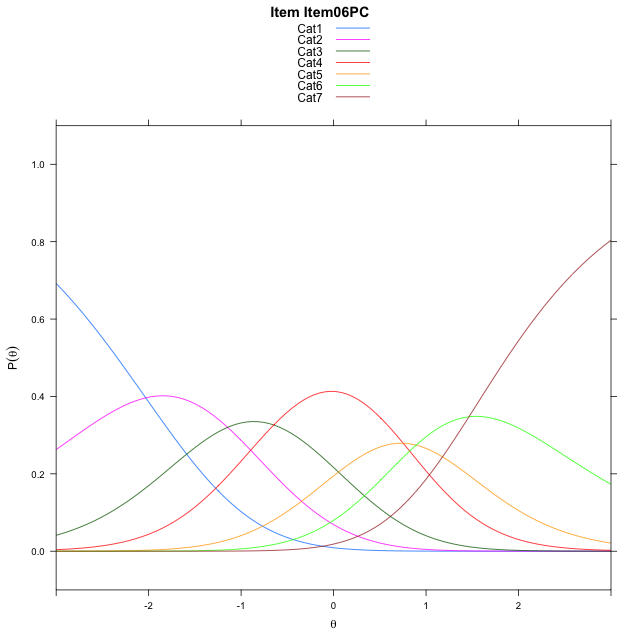 Item Item06PC
Cat1
Cat2
Cat3
Cat4
Cat5
Cat6
Cat7
1.0
0.8
0.6
0.4
0.2
0.0
P(θ)
-2 -1 0 1 2
θ